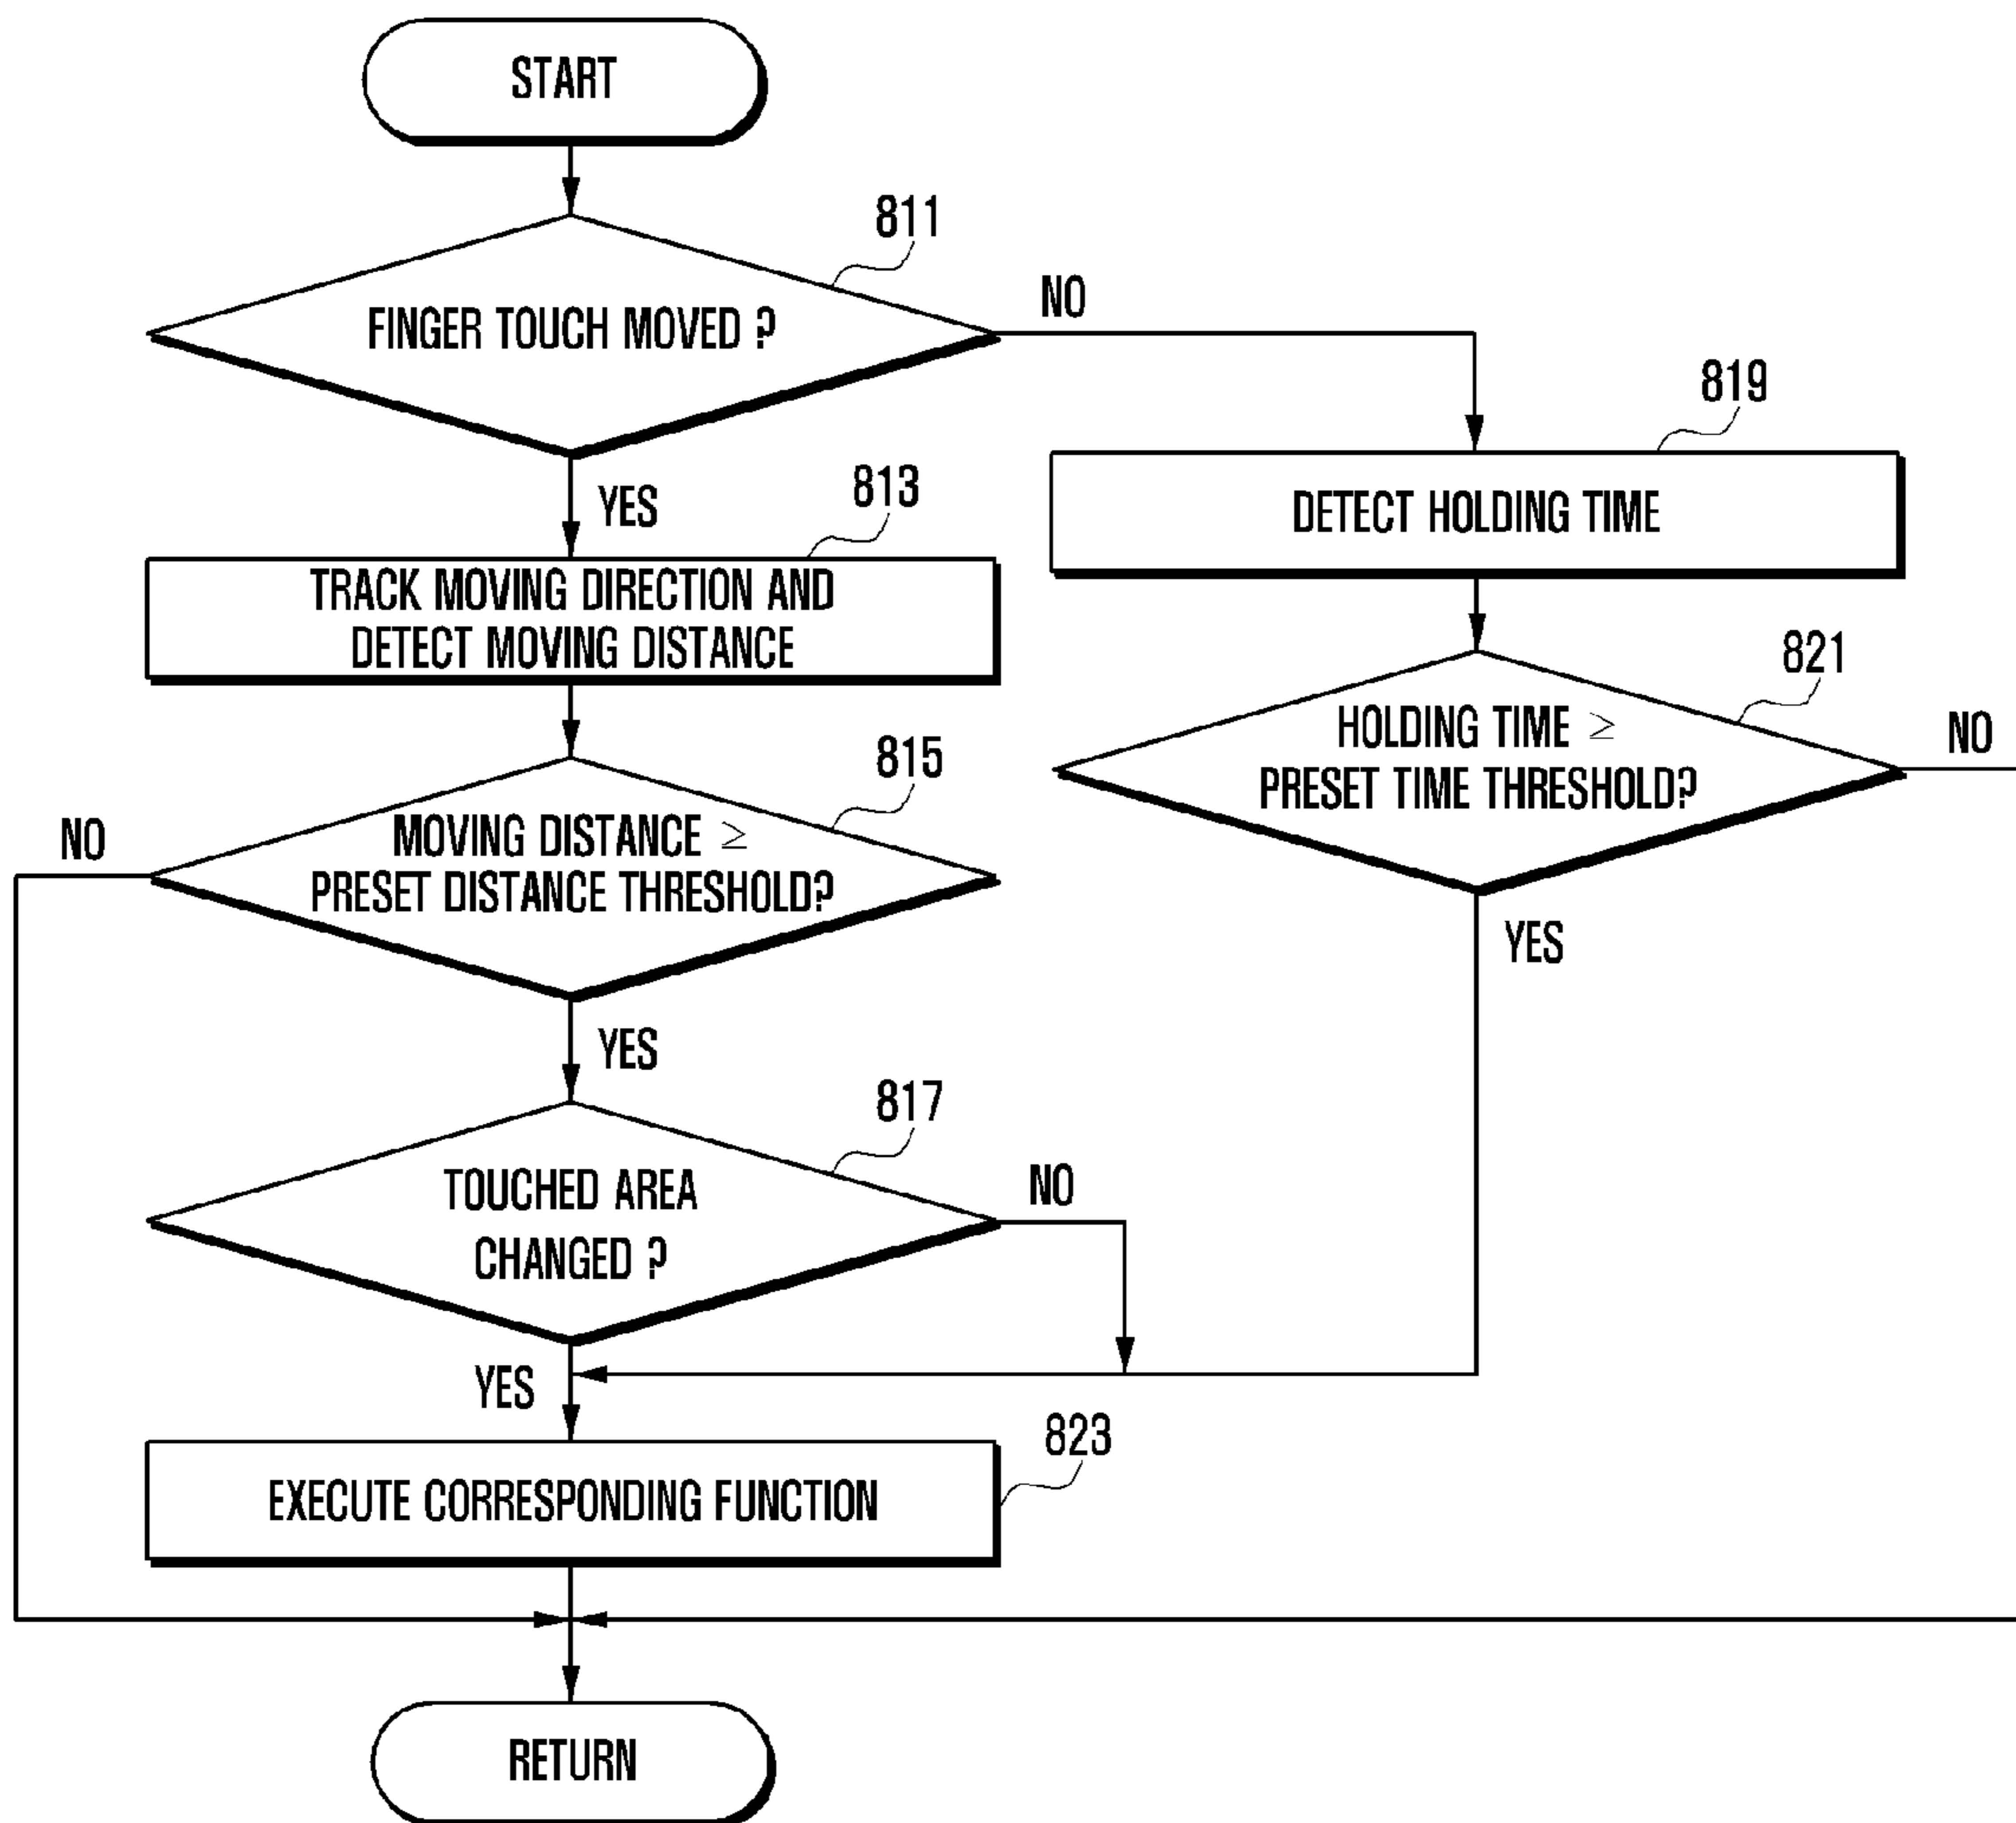 START
811
FINGER TOUCH MOVED ?
NO
819
YES
813
DETECT HOLDING TIME
TRACK MOVING DIRECTION AND
DETECT MOVING DISTANCE
821
HOLDING TIME ≥
PRESET TIME THRESHOLD?
NO
815
NO
MOVING DISTANCE ≥
PRESET DISTANCE THRESHOLD?
YES
YES
817
TOUCHED AREA
CHANGED ?
NO
YES
823
EXECUTE CORRESPONDING FUNCTION
RETURN